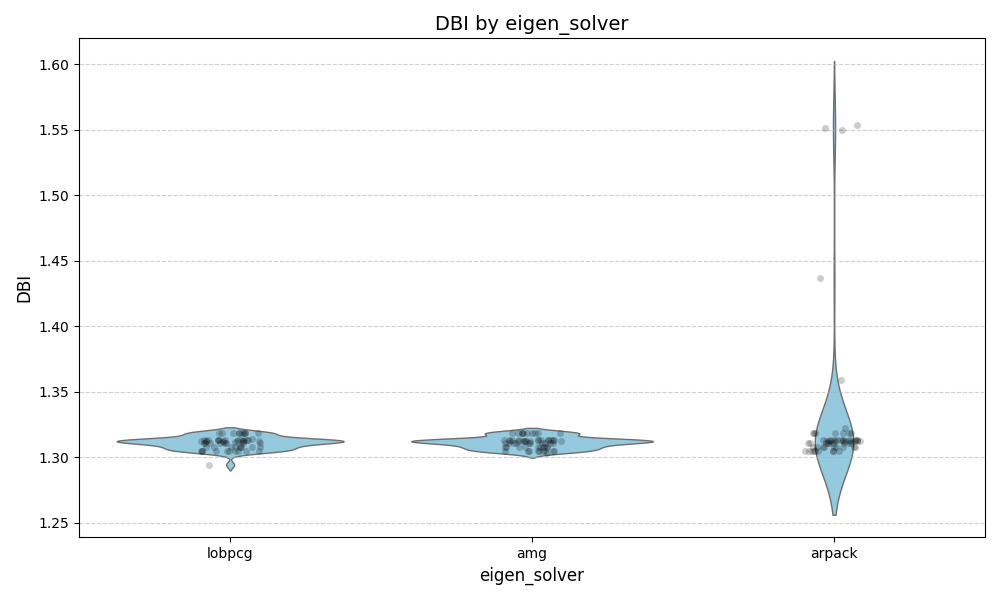 DBI by eigen_solver
1.60
1.55
1.50
1.45
1.40
1.35
1.30
1.25
DBI
lobpcg amg arpack
eigen_solver